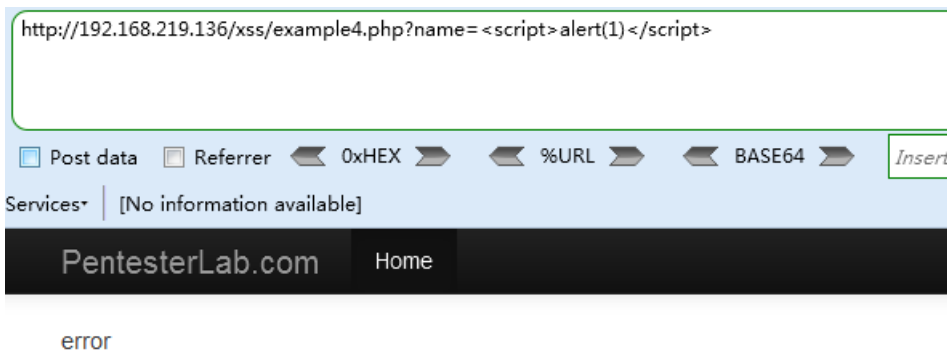 http://192.168.219.136/xss/example4.php?name=<script>alert(1)</script>
Post data Referrer 0xHEX %URL BASE64 Insert
Services [No information available]
PentesterLab.com Home
error